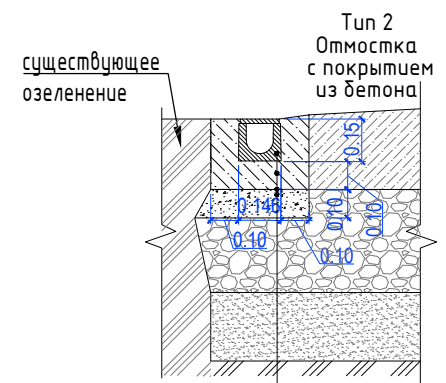 Тип 2
Отмостка
с покрытием
из бетона
существующее
озеленение
0.15
0.146
0.10
0.10
0.10
0.10